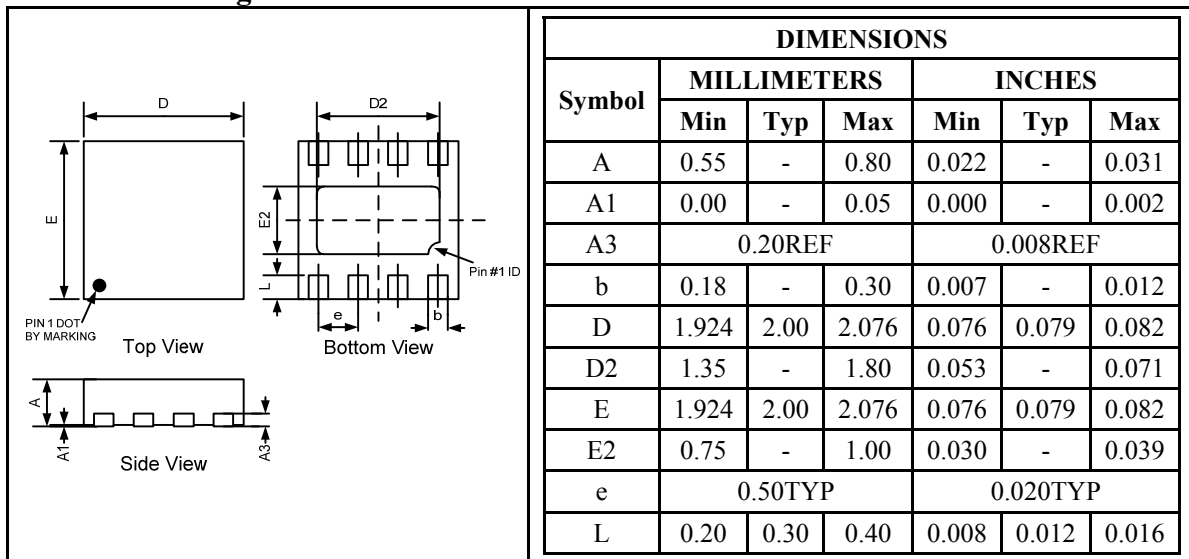 D
E
PIN 1 DOT
BY MARKING
Top View
D2
E2
L
e
b
Pin #1 ID
Bottom View
A
A1
A3
Side View
DIMENSIONS
Symbol MILLIMETERS INCHES
Min Typ Max Min Typ Max
A 0.55 - 0.80 0.022 - 0.031
A1 0.00 - 0.05 0.000 - 0.002
A3 0.20REF 0.008REF
b 0.18 - 0.30 0.007 - 0.012
D 1.924 2.00 2.076 0.076 0.079 0.082
D2 1.35 - 1.80 0.053 - 0.071
E 1.924 2.00 2.076 0.076 0.079 0.082
E2 0.75 - 1.00 0.030 - 0.039
e 0.50TYP 0.020TYP
L 0.20 0.30 0.40 0.008 0.012 0.016